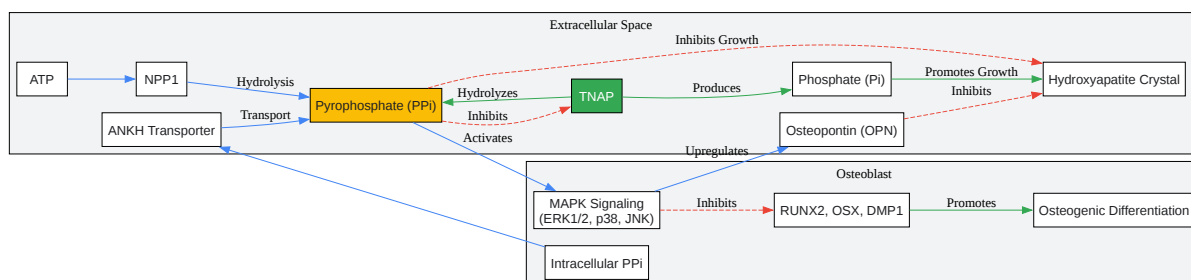 Extracellular Space
Inhibits Growth
ATP
NPP1
Hydrolysis
Pyrophosphate (PPi)
Hydrolyzes
TNAP
Produces
Phosphate (Pi)
Promotes Growth
Hydroxyapatite Crystal
Inhibits
Inhibits
ANKH Transporter
Transport
Activates
Osteopontin (OPN)
Upregulates
Osteoblast
MAPK Signaling
(ERK1/2, p38, JNK)
Inhibits
RUNX2, OSX, DMP1
Promotes
Osteogenic Differentiation
Intracellular PPi